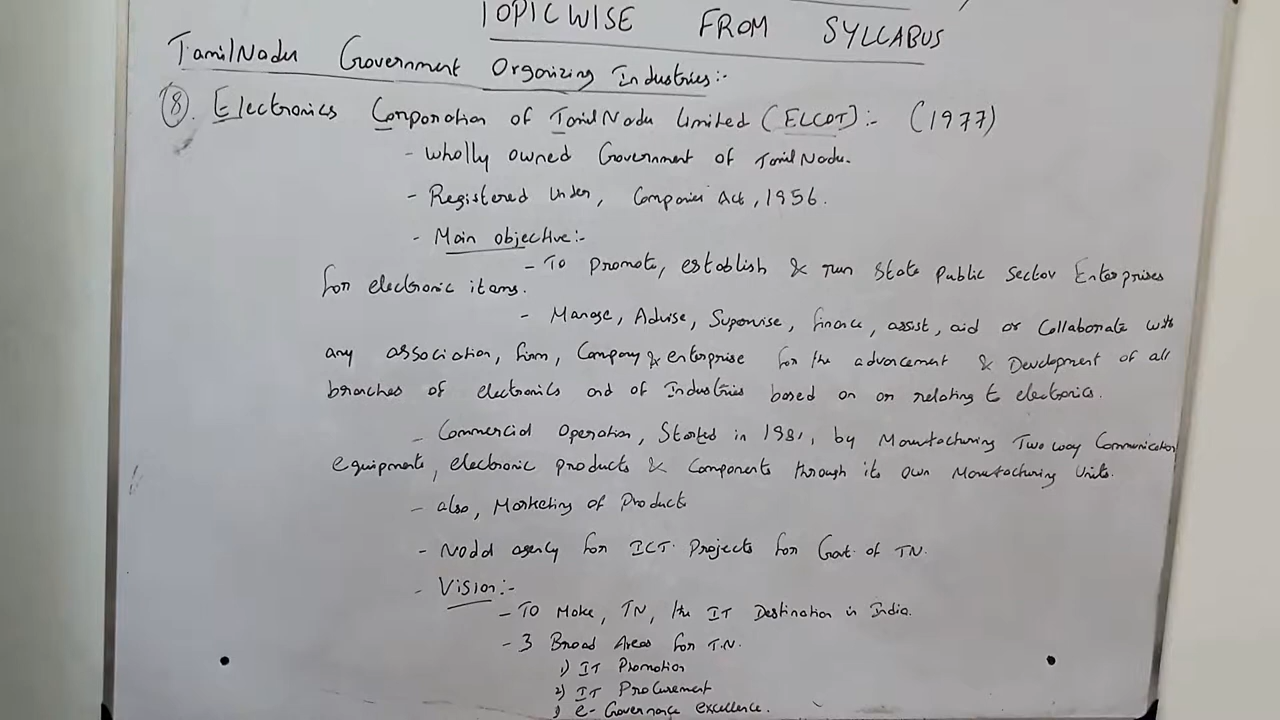 TOPICWISE FROM SYLLABUS
TamilNadu Government Organizing Industries:-
8. Electronics Corporation of TamilNadu Limited (ELCOT):- (1977)
- Wholly owned Government of TamilNadu.
- Registered under, Companies Act, 1956.
- Main objective:-
- To promote, establish & run State Public Sector Enterprises
for electronic items.
- Manage, Advise, Supervise, finance, assist, aid or Collaborate with
any association, firm, Company & enterprise for the advancement & Development of all
branches of electronics and of Industries based on or relating to electronics.
- Commercial Operation, Started in 1981, by Manufacturing Two way Communication
equipments, electronic products & Components through its own Manufacturing Units.
- also, Marketing of Products
- Nodal agency for ICT Projects for Govt. of TN.
- Vision:-
- To Make, TN, the IT Destination in India.
- 3 Broad Areas for T.N.
1) IT Promotion
2) IT Procurement
) e-Governance excellence.